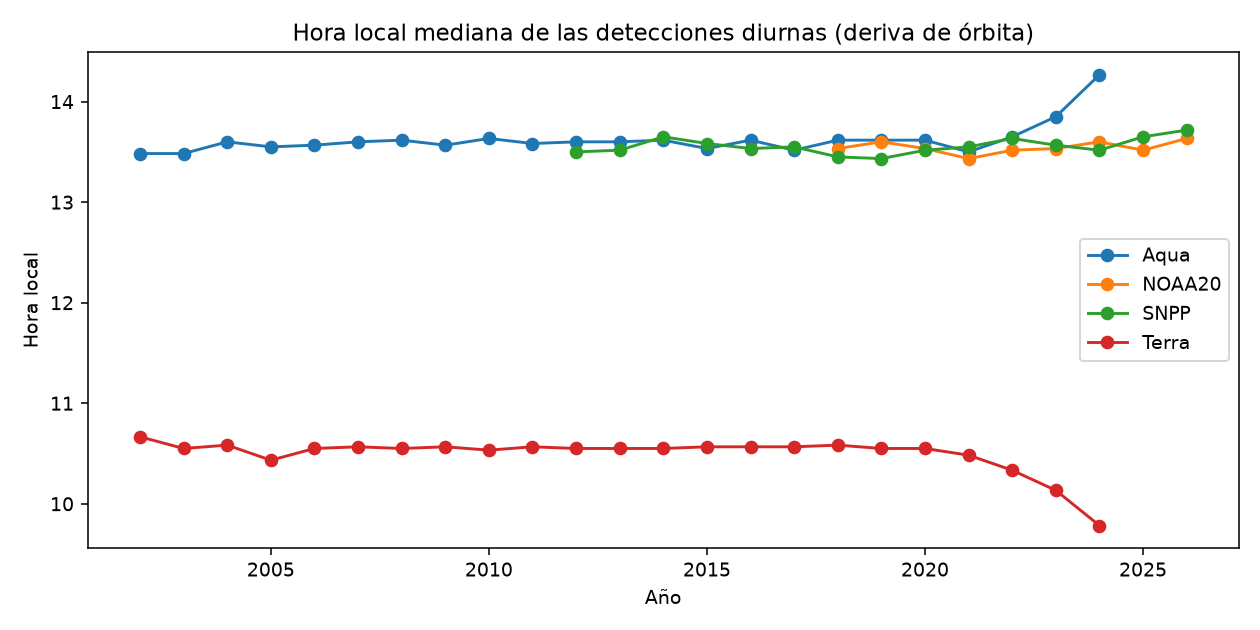 Hora local mediana de las detecciones diurnas (deriva de órbita)
14
13
12
11
10
Hora local
Aqua
NOAA20
SNPP
Terra
2005 2010 2015 2020 2025
Año